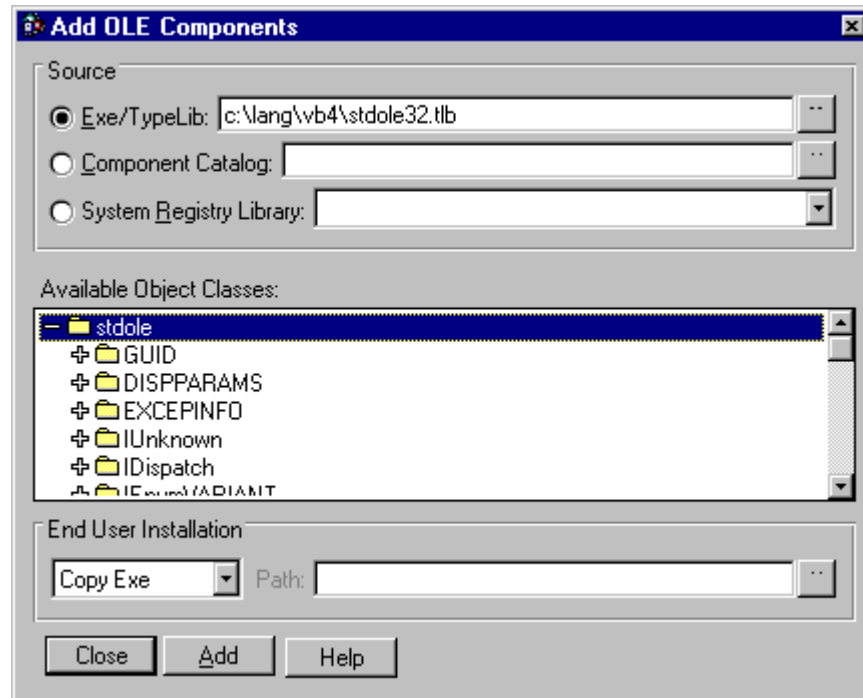 Add OLE Components
Source
Exe/TypeLib: c:\lang\vb4\stdole32.tlb
Component Catalog:
System Registry Library:
Available Object Classes:
stdole
GUID
DISPPARAMS
EXCEPINFO
IUnknown
IDispatch
IEnumVARIANT
End User Installation
Copy Exe Path:
Close Add Help